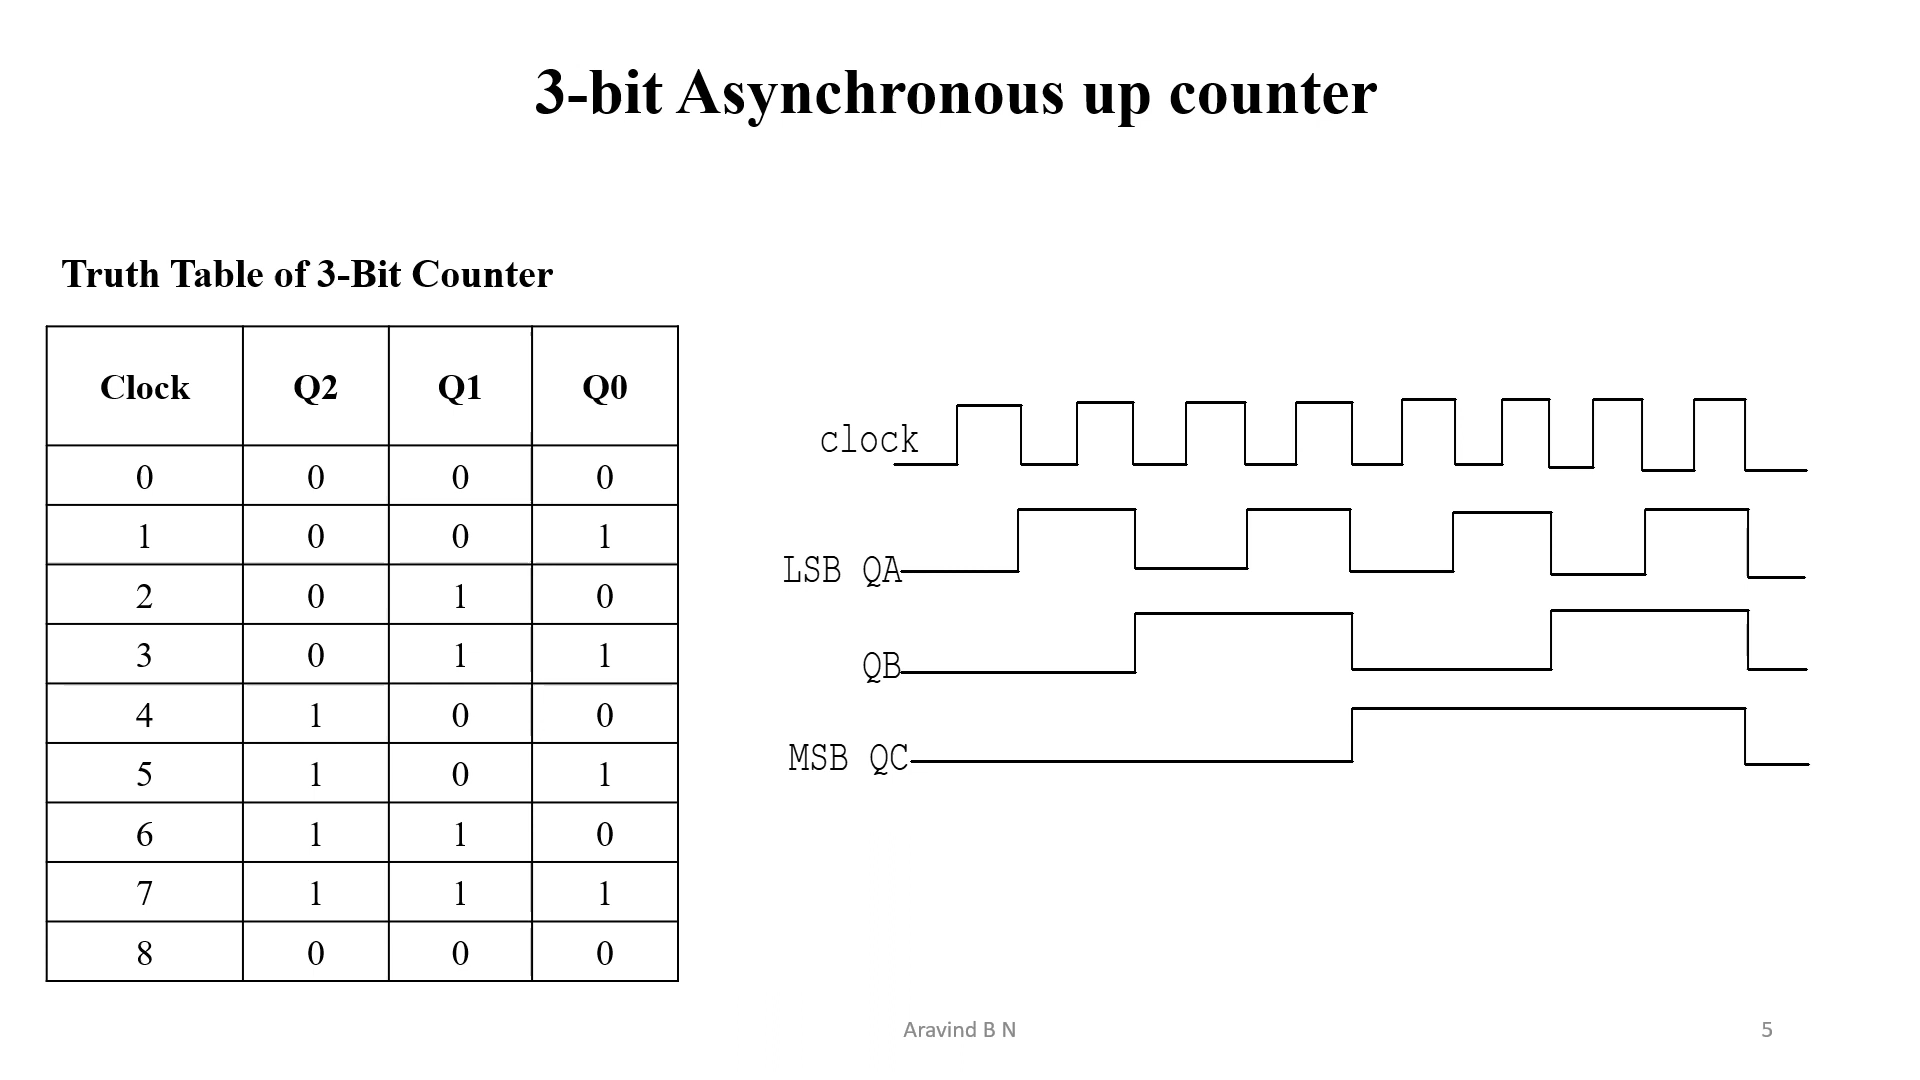 3-bit Asynchronous up counter
Truth Table of 3-Bit Counter
Clock Q2 Q1 Q0
0 0 0 0
1 0 0 1
2 0 1 0
3 0 1 1
4 1 0 0
5 1 0 1
6 1 1 0
7 1 1 1
8 0 0 0
clock
LSB QA
QB
MSB QC
Aravind B N
5